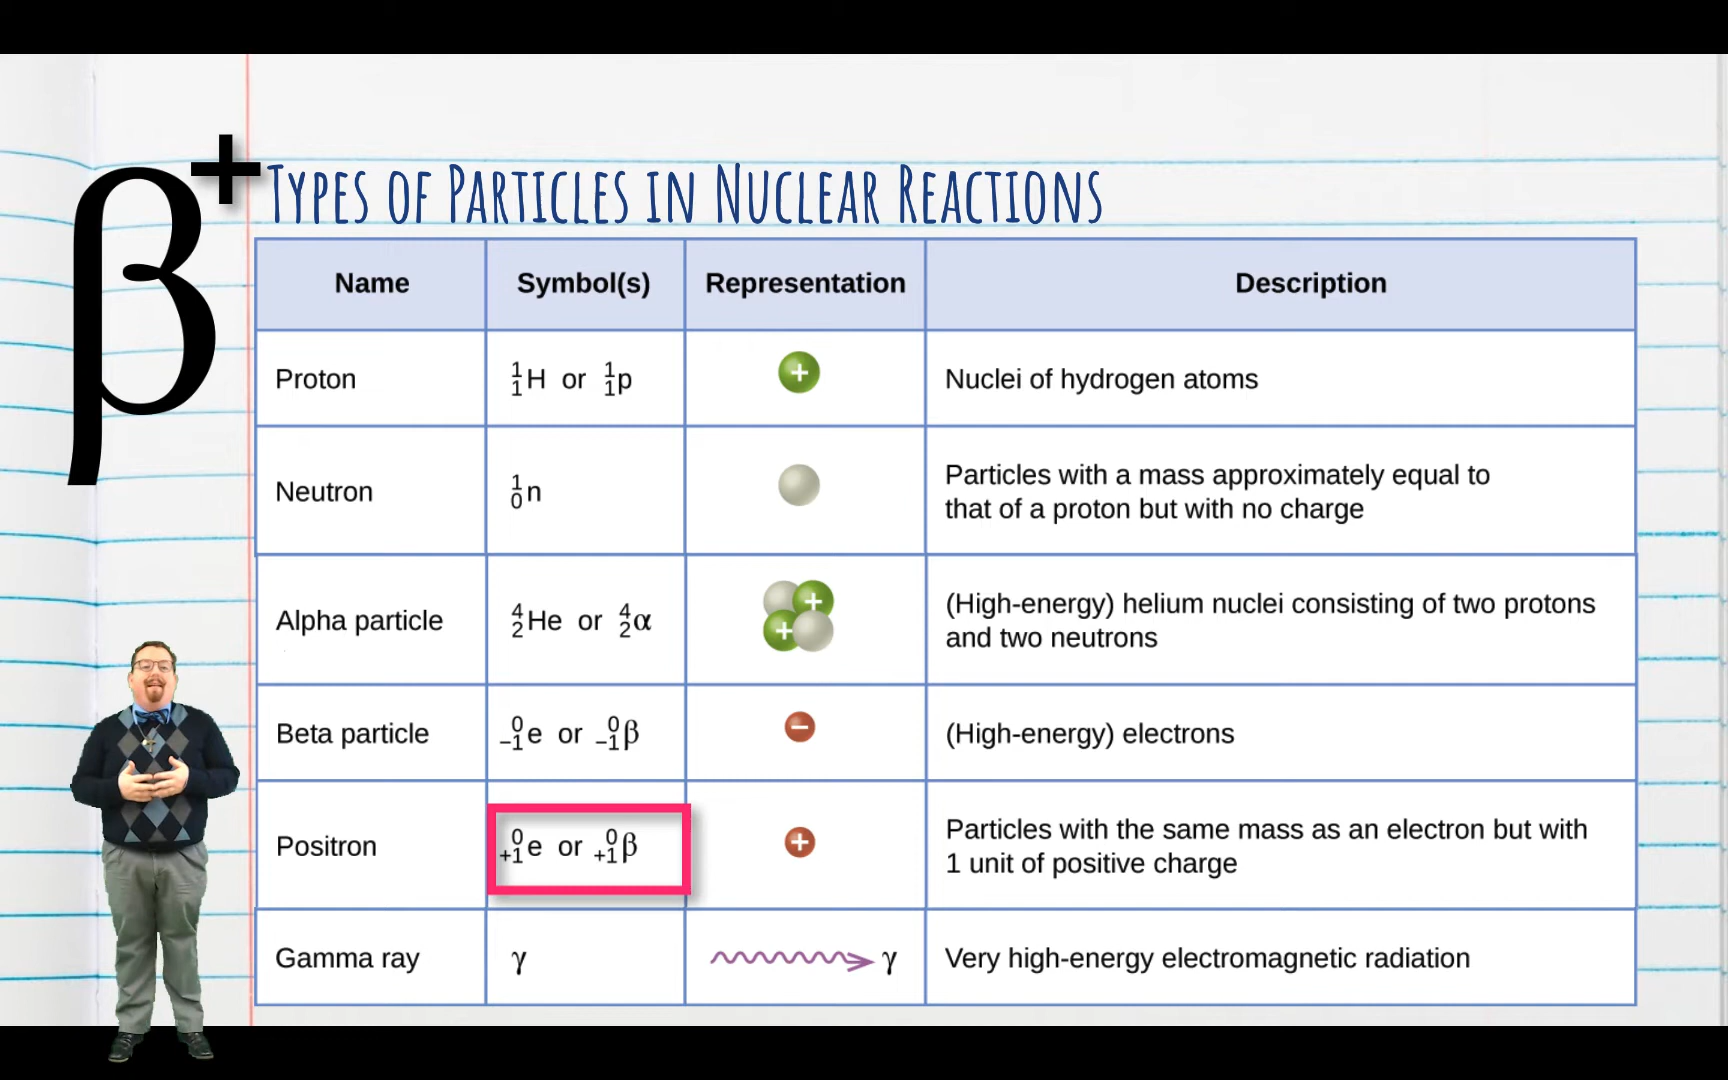 β⁺
TYPES OF PARTICLES IN NUCLEAR REACTIONS
Name Symbol(s) Representation Description
Proton ¹₁H or ¹₁p + Nuclei of hydrogen atoms
Neutron ¹₀n Particles with a mass approximately equal to
that of a proton but with no charge
Alpha particle ⁴₂He or ⁴₂α + + (High-energy) helium nuclei consisting of two protons
and two neutrons
Beta particle ⁰₋₁e or ⁰₋₁β − (High-energy) electrons
Positron ⁰₊₁e or ⁰₊₁β + Particles with the same mass as an electron but with
1 unit of positive charge
Gamma ray γ γ Very high-energy electromagnetic radiation